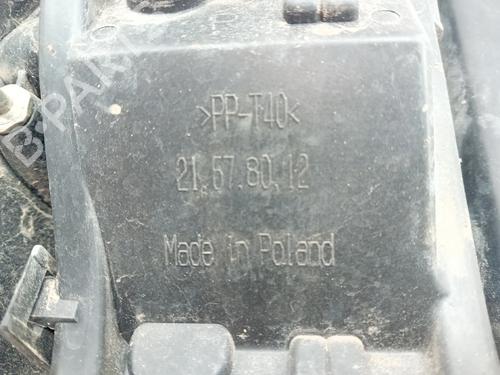 P
>PP-T40<
21.57.80.12
Made in Poland
B-PARTS